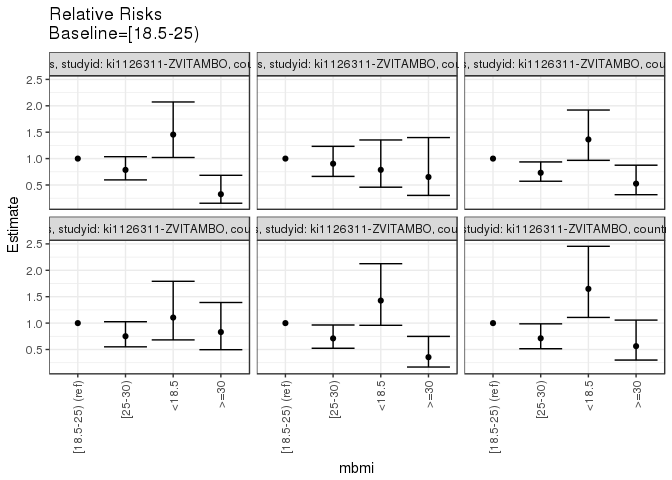 Relative Risks
Baseline=[18.5-25)
s, studyid: ki1126311-ZVITAMBO, cou
s, studyid: ki1126311-ZVITAMBO, cou
s, studyid: ki1126311-ZVITAMBO, cou
2.5
2.0
1.5
1.0
0.5
s, studyid: ki1126311-ZVITAMBO, cou
s, studyid: ki1126311-ZVITAMBO, cou
studyid: ki1126311-ZVITAMBO, countr
2.5
2.0
1.5
1.0
0.5
Estimate
[18.5-25) (ref)
[25-30)
<18.5
>=30
[18.5-25) (ref)
[25-30)
<18.5
>=30
[18.5-25) (ref)
[25-30)
<18.5
>=30
mbmi